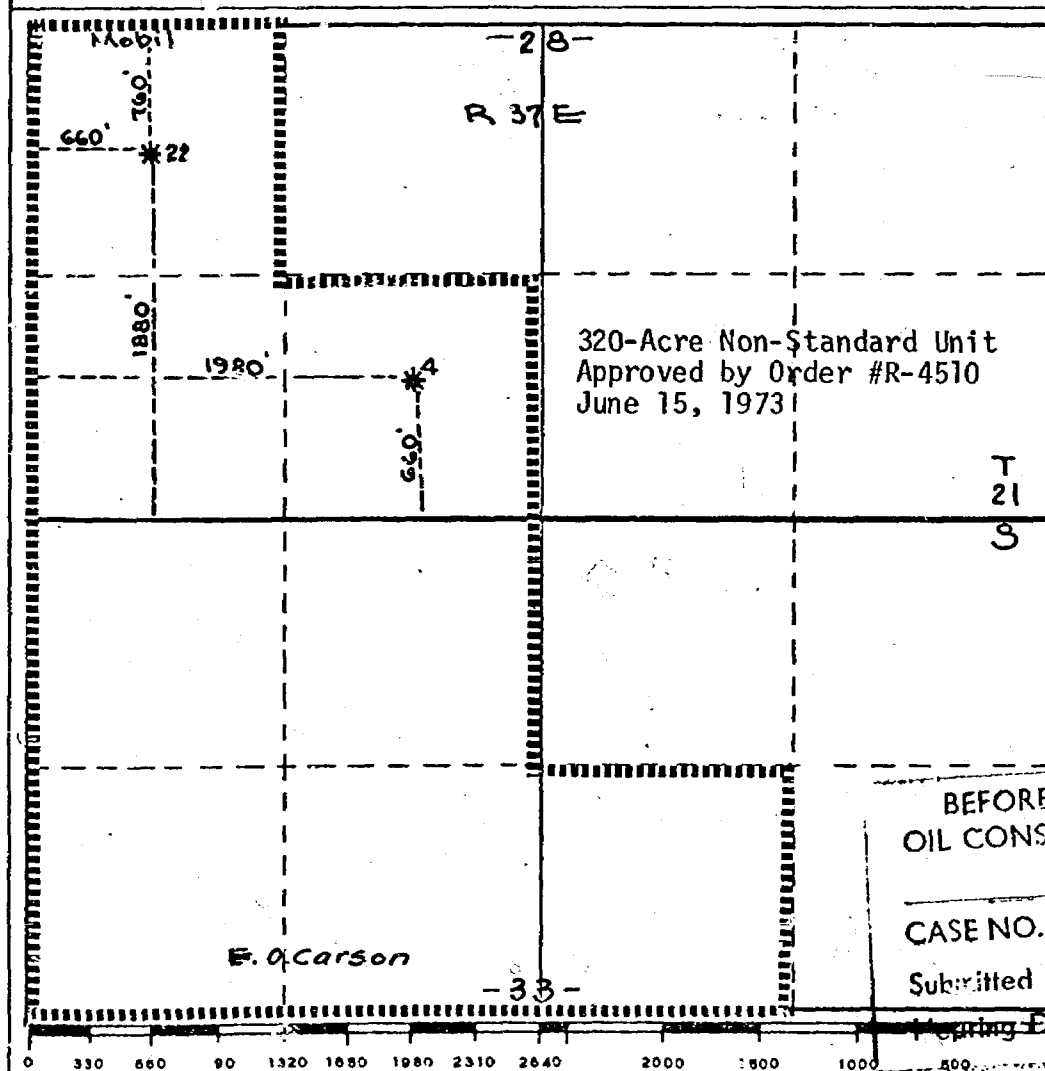 Mobil
-28-
R 37 E
760'
660'
22
1880'
1980'
4
660'
320-Acre Non-Standard Unit
Approved by Order #R-4510
June 15, 1973
T
21
S
BEFORE
OIL CONS
CASE NO.
Submitted
E. O. Carson
-33-
0 330 660 90 1320 1650 1980 2310 2640 2000 1500 1000 500